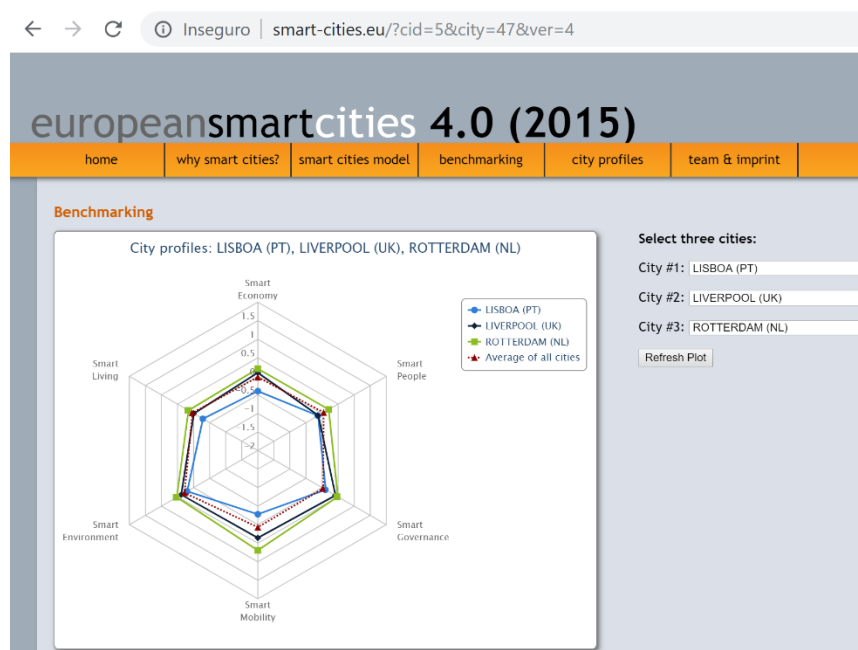 Inseguro | smart-cities.eu/?cid=5&city=47&ver=4
europeansmartcities 4.0 (2015)
home why smart cities? smart cities model benchmarking city profiles team & imprint
Benchmarking
City profiles: LISBOA (PT), LIVERPOOL (UK), ROTTERDAM (NL)
Smart
Economy
1.5
1
0.5
0
-0.5
-1
-1.5
-2
Smart
People
Smart
Governance
Smart
Mobility
Smart
Environment
Smart
Living
LISBOA (PT)
LIVERPOOL (UK)
ROTTERDAM (NL)
Average of all cities
Select three cities:
City #1: LISBOA (PT)
City #2: LIVERPOOL (UK)
City #3: ROTTERDAM (NL)
Refresh Plot